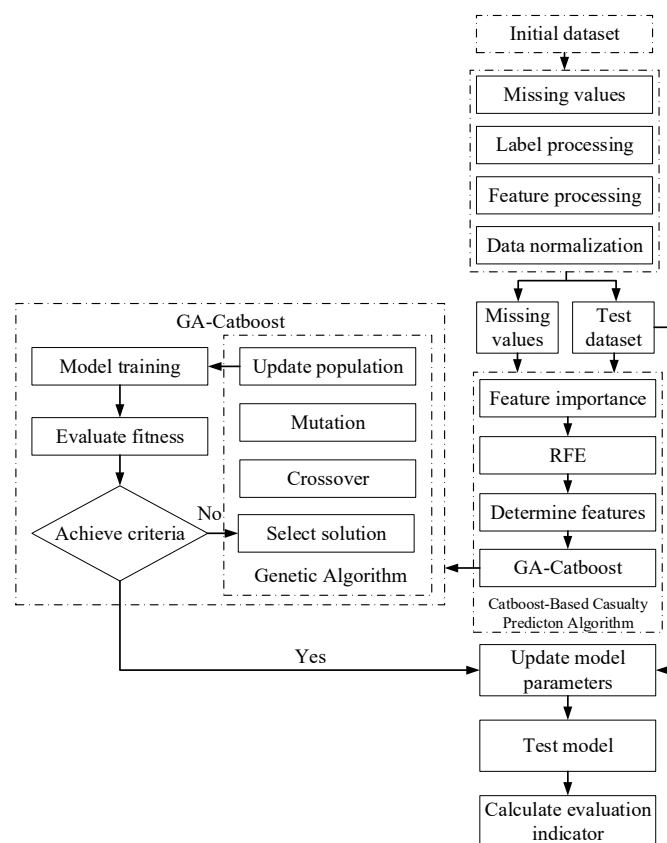 Initial dataset
Missing values
Label processing
Feature processing
Data normalization
Missing
values
Test
dataset
GA-Catboost
Model training
Update population
Evaluate fitness
Mutation
Crossover
Achieve criteria
No
Select solution
Genetic Algorithm
Feature importance
RFE
Determine features
GA-Catboost
Catboost-Based Casualty
Predicton Algorithm
Yes
Update model
parameters
Test model
Calculate evaluation
indicator